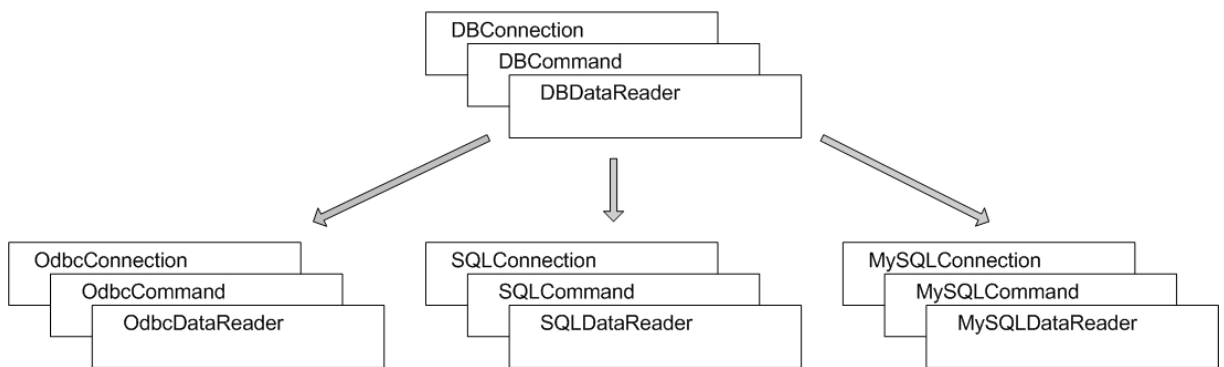 DBConnection
DBCommand
DBDataReader
OdbcConnection
OdbcCommand
OdbcDataReader
SQLConnection
SQLCommand
SQLDataReader
MySQLConnection
MySQLCommand
MySQLDataReader